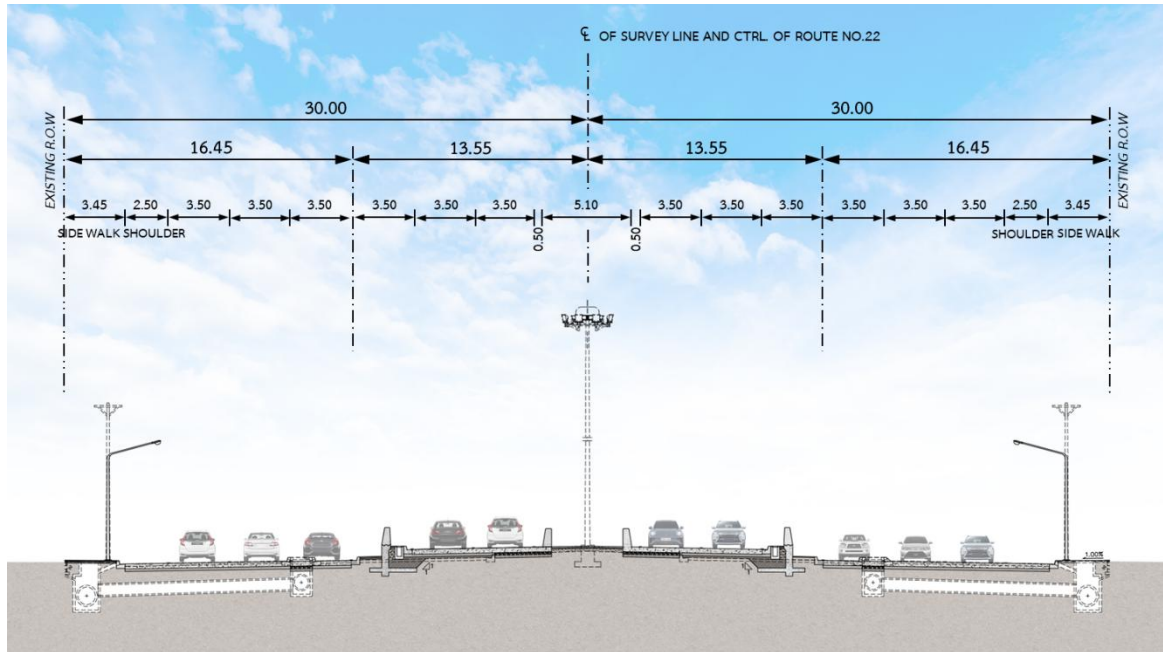 ℄ OF SURVEY LINE AND CTRL. OF ROUTE NO.22
30.00 30.00
16.45 13.55 13.55 16.45
3.45 2.50 3.50 3.50 3.50 3.50 3.50 3.50 5.10 3.50 3.50 3.50 3.50 3.50 3.50 2.50 3.45
0.50 0.50
SIDE WALK SHOULDER SHOULDER SIDE WALK
EXISTING R.O.W
EXISTING R.O.W
1.00%